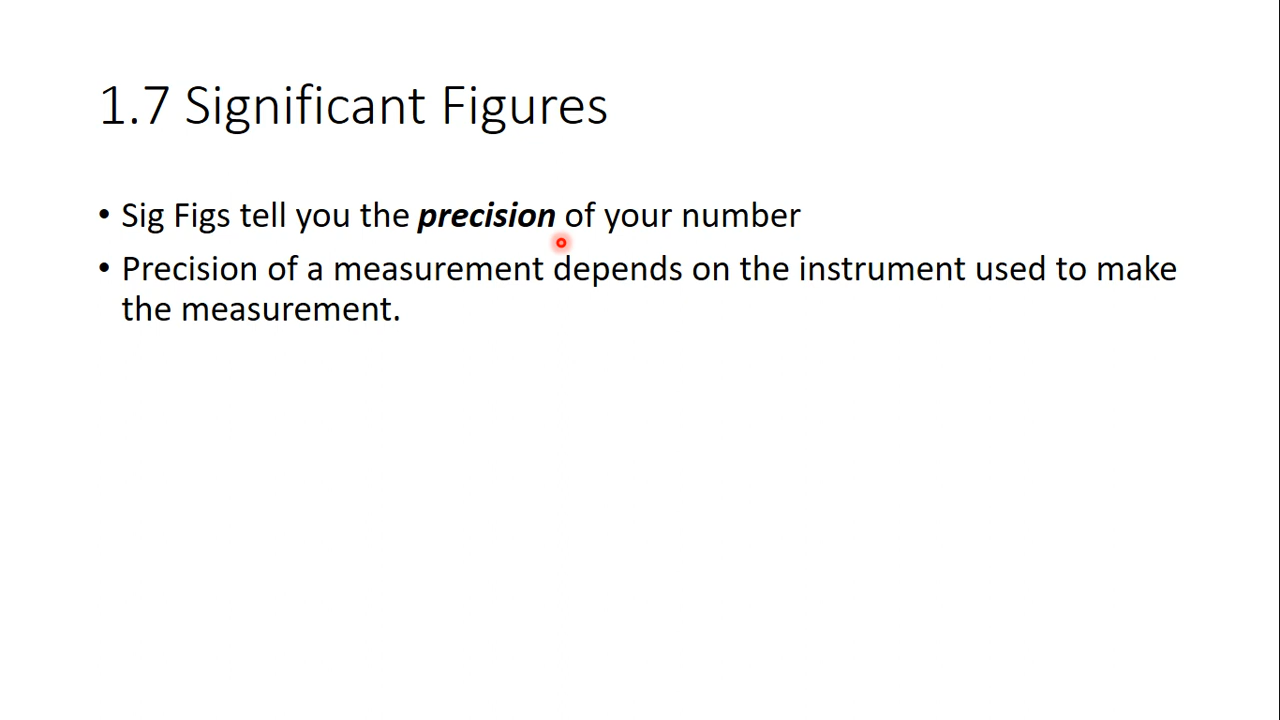 1.7 Significant Figures
• Sig Figs tell you the precision of your number
• Precision of a measurement depends on the instrument used to make
the measurement.